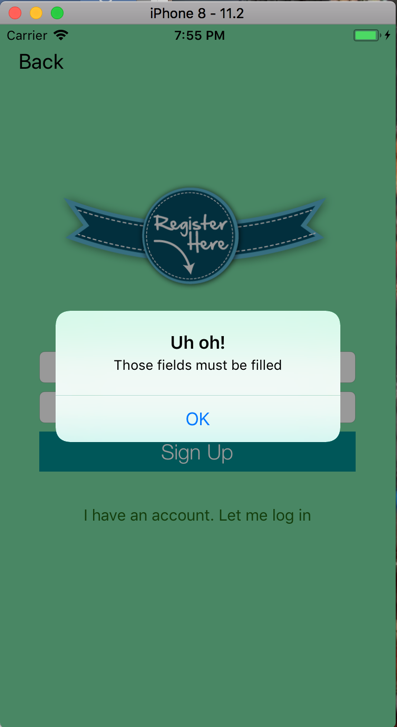 iPhone 8 - 11.2
Carrier 7:55 PM
Back
Register
Here
Uh oh!
Those fields must be filled
OK
Sign Up
I have an account. Let me log in